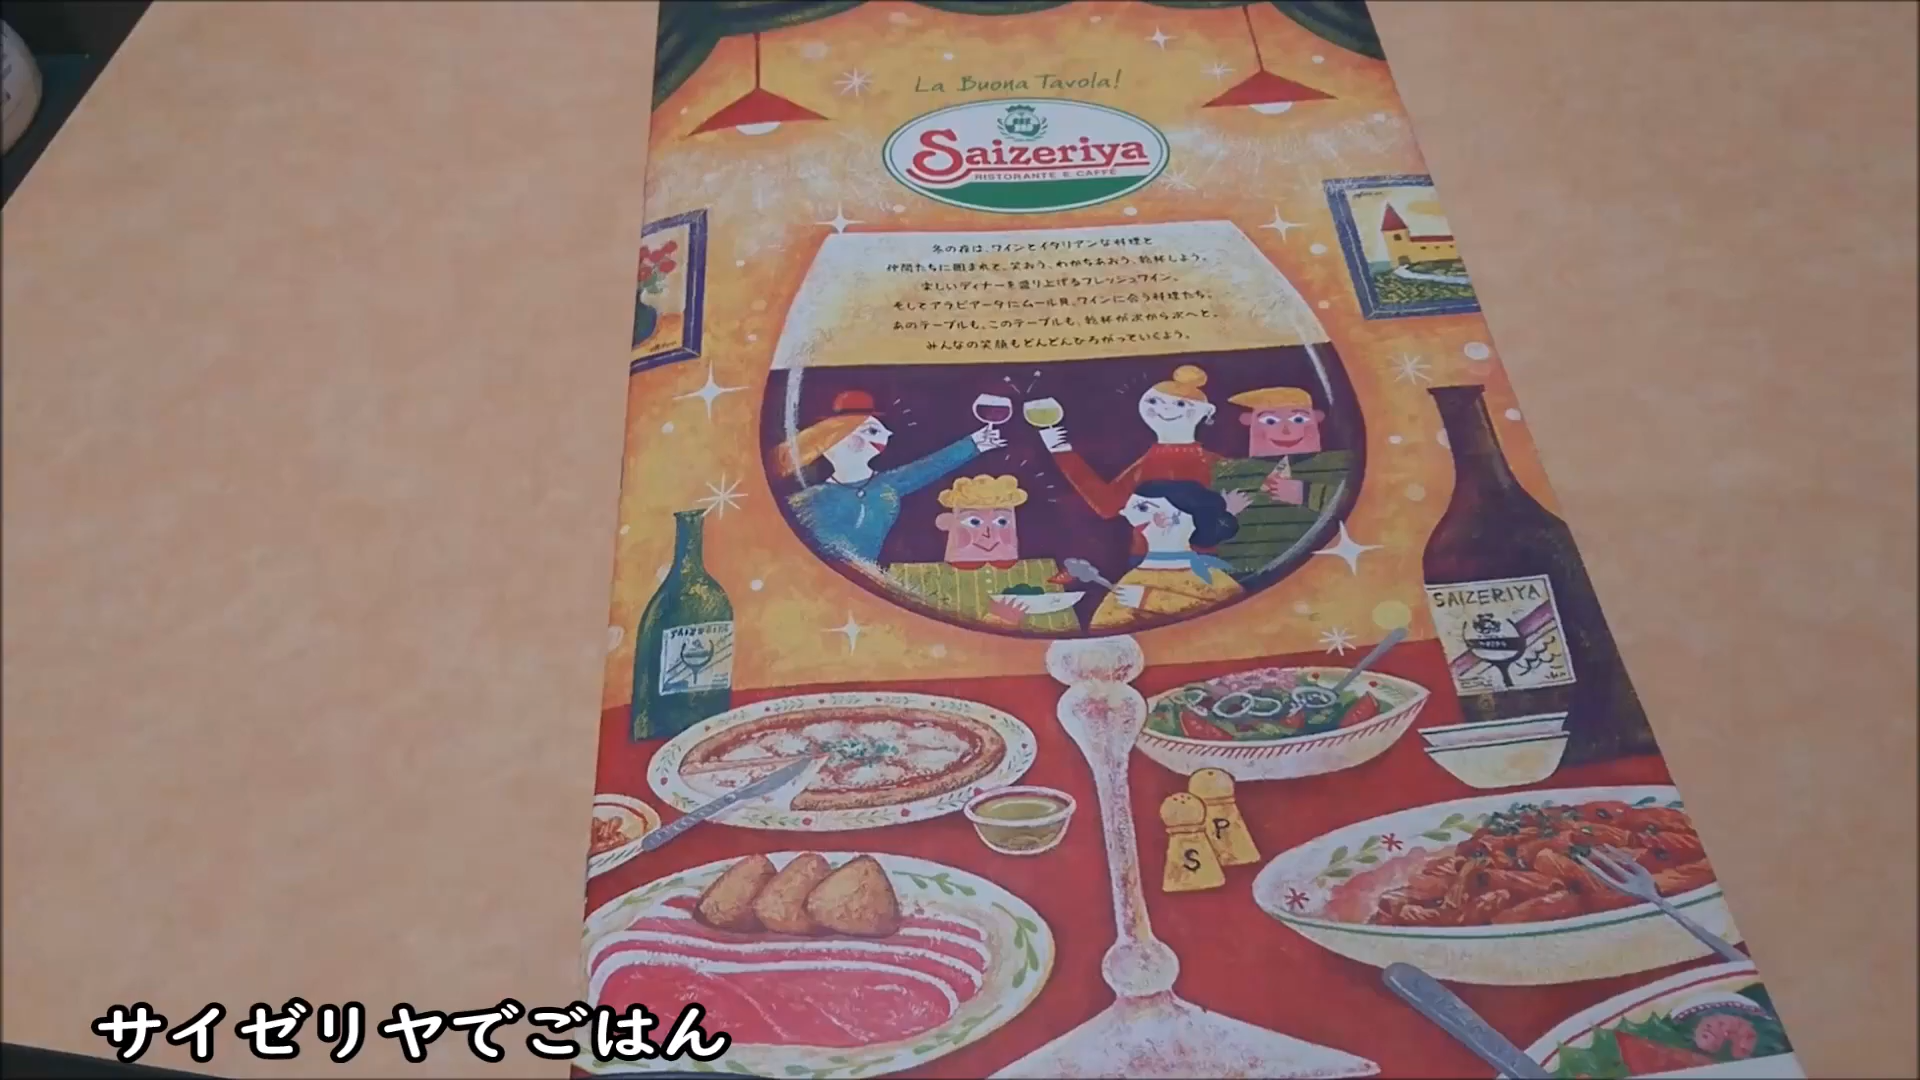 La Buona Tavola!
Saizeriya
RISTORANTE E CAFFÈ
冬の夜は、ワインとイタリアンな料理と
仲間たちに囲まれて、笑おう、わかちあおう、乾杯しよう。
楽しいディナーを盛り上げるフレッシュワイン。
そしてアラビアータにムール貝、ワインに合う料理たち。
あのテーブルも、このテーブルも、乾杯が次から次へと。
みんなの笑顔もどんどんひろがっていくよう。
SAIZERIYA
SAIZERIYA
P
S
サイゼリヤでごはん